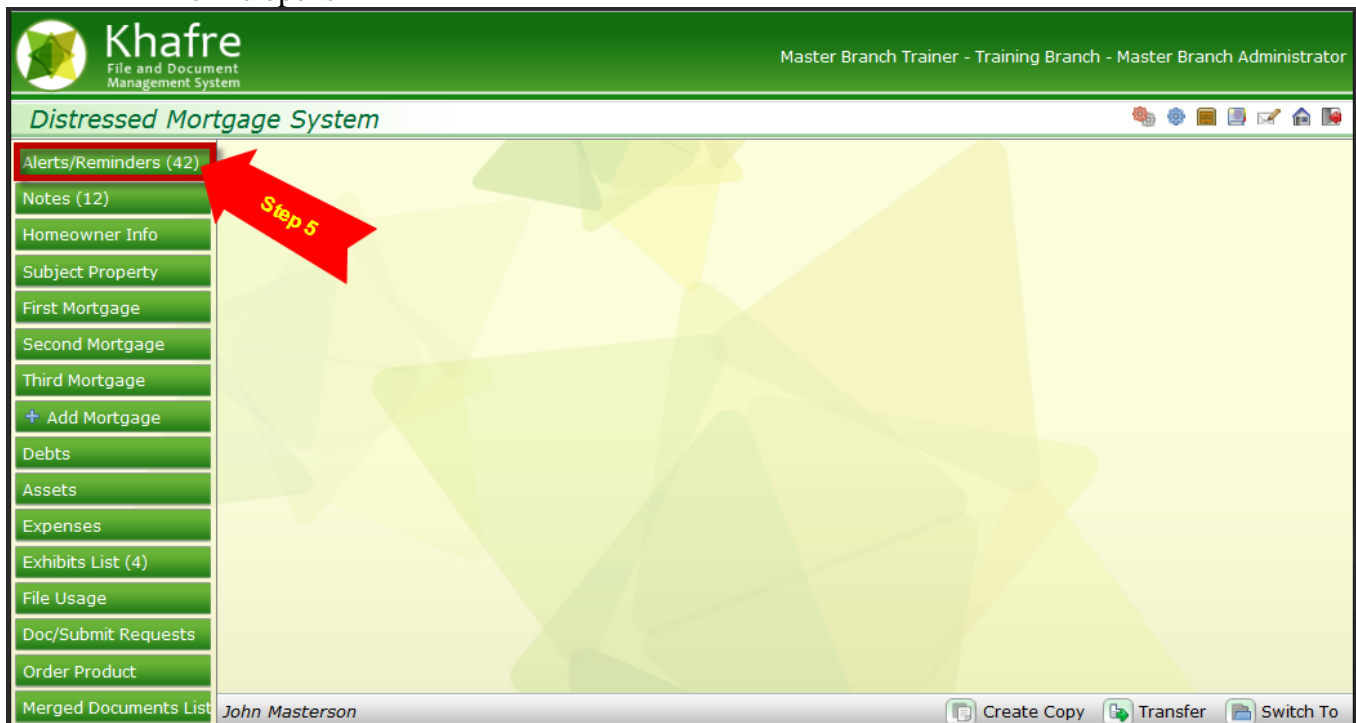 Khafre
File and Document
Management System
Master Branch Trainer - Training Branch - Master Branch Administrator
Distressed Mortgage System
Alerts/Reminders (42)
Step 5
Notes (12)
Homeowner Info
Subject Property
First Mortgage
Second Mortgage
Third Mortgage
+ Add Mortgage
Debts
Assets
Expenses
Exhibits List (4)
File Usage
Doc/Submit Requests
Order Product
Merged Documents List
John Masterson
Create Copy
Transfer
Switch To